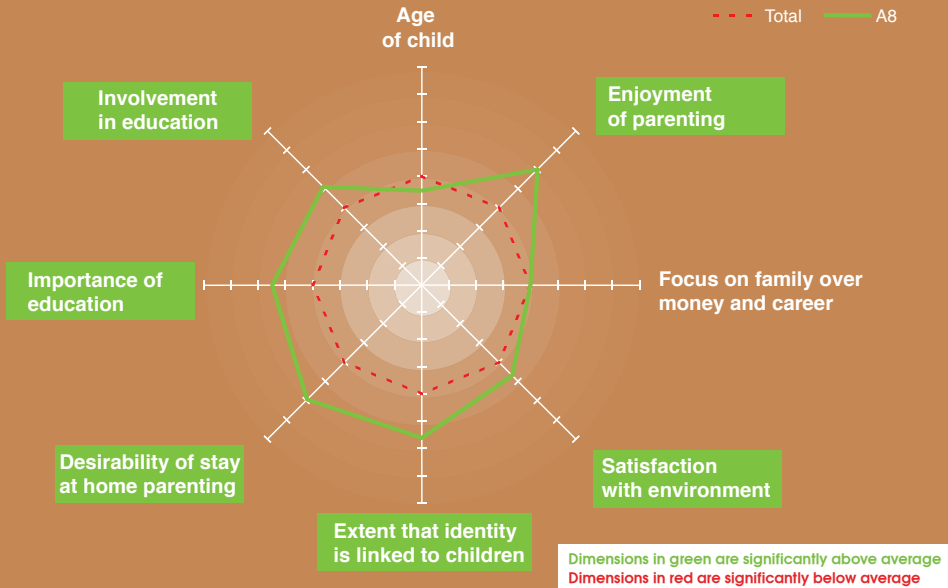 Age
of child
Total
A8
Involvement
in education
Enjoyment
of parenting
Importance of
education
Focus on family over
money and career
Desirability of stay
at home parenting
Satisfaction
with environment
Extent that identity
is linked to children
Dimensions in green are significantly above average
Dimensions in red are significantly below average